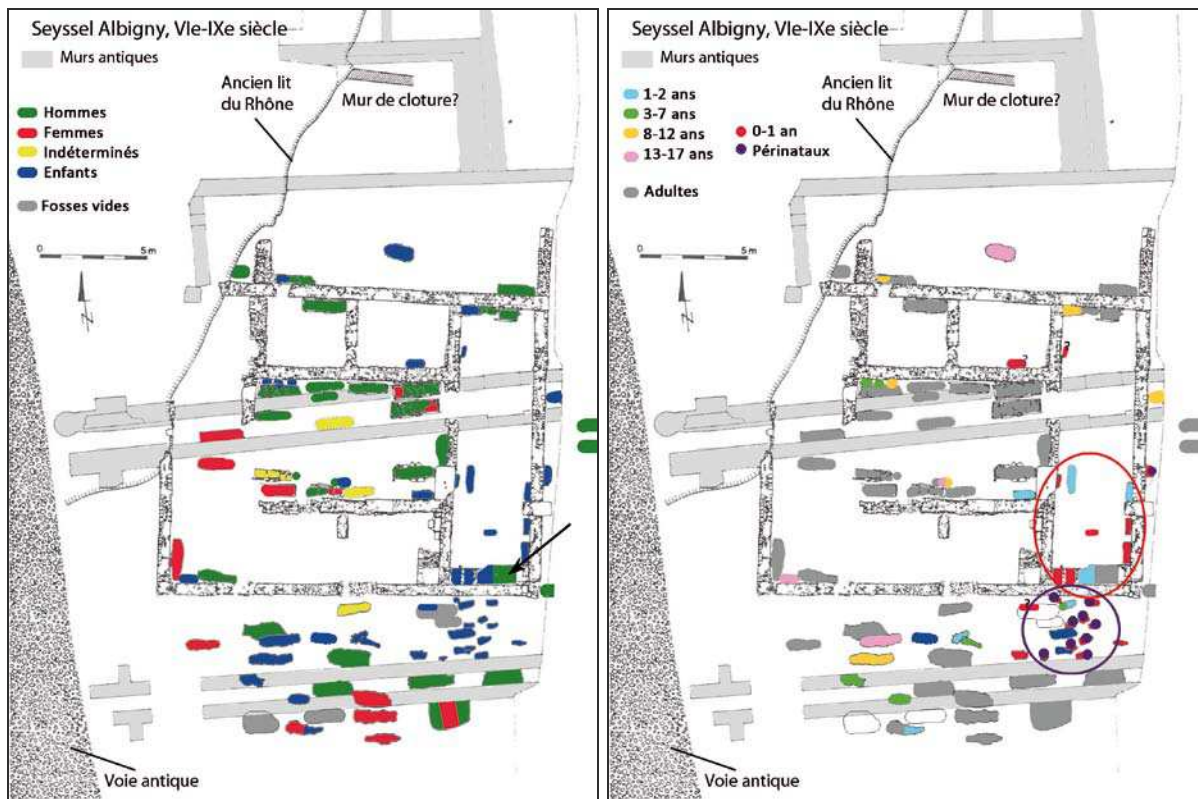 Seyssel Albigny, VIe-IXe siècle
Murs antiques
Ancien lit
du Rhône
Mur de cloture?
Hommes
Femmes
Indéterminés
Enfants
Fosses vides
0
5 m
N
Voie antique
Seyssel Albigny, VIe-IXe siècle
Murs antiques
Ancien lit
du Rhône
Mur de cloture?
1-2 ans
3-7 ans
8-12 ans
13-17 ans
0-1 an
Périnataux
Adultes
0
5 m
N
?
?
?
Voie antique